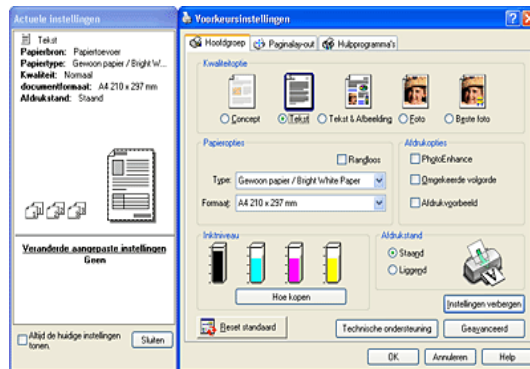 Actuele instellingen
Tekst
Papierbron: Papiertoevoer
Papiertype: Gewoon papier / Bright W...
Kwaliteit: Normaal
documentformaat: A4 210 x 297 mm
Afdrukstand: Staand
Veranderde aangepaste instellingen
Geen
Altijd de huidige instellingen
tonen.
Sluiten
Voorkeursinstellingen
Hoofdgroep
Paginalay-out
Hulpprogramma's
Kwaliteitoptie
Concept
Tekst
Tekst & Afbeelding
Foto
Beste foto
Papieropties
Randloos
Type:
Gewoon papier / Bright White Paper
Formaat:
A4 210 x 297 mm
Afdrukopties
PhotoEnhance
Omgekeerde volgorde
Afdrukvoorbeeld
Inktniveau
Hoe kopen
Afdrukstand
Staand
Liggend
Instellingen verbergen
Reset standaard
Technische ondersteuning
Geavanceerd
OK
Annuleren
Help